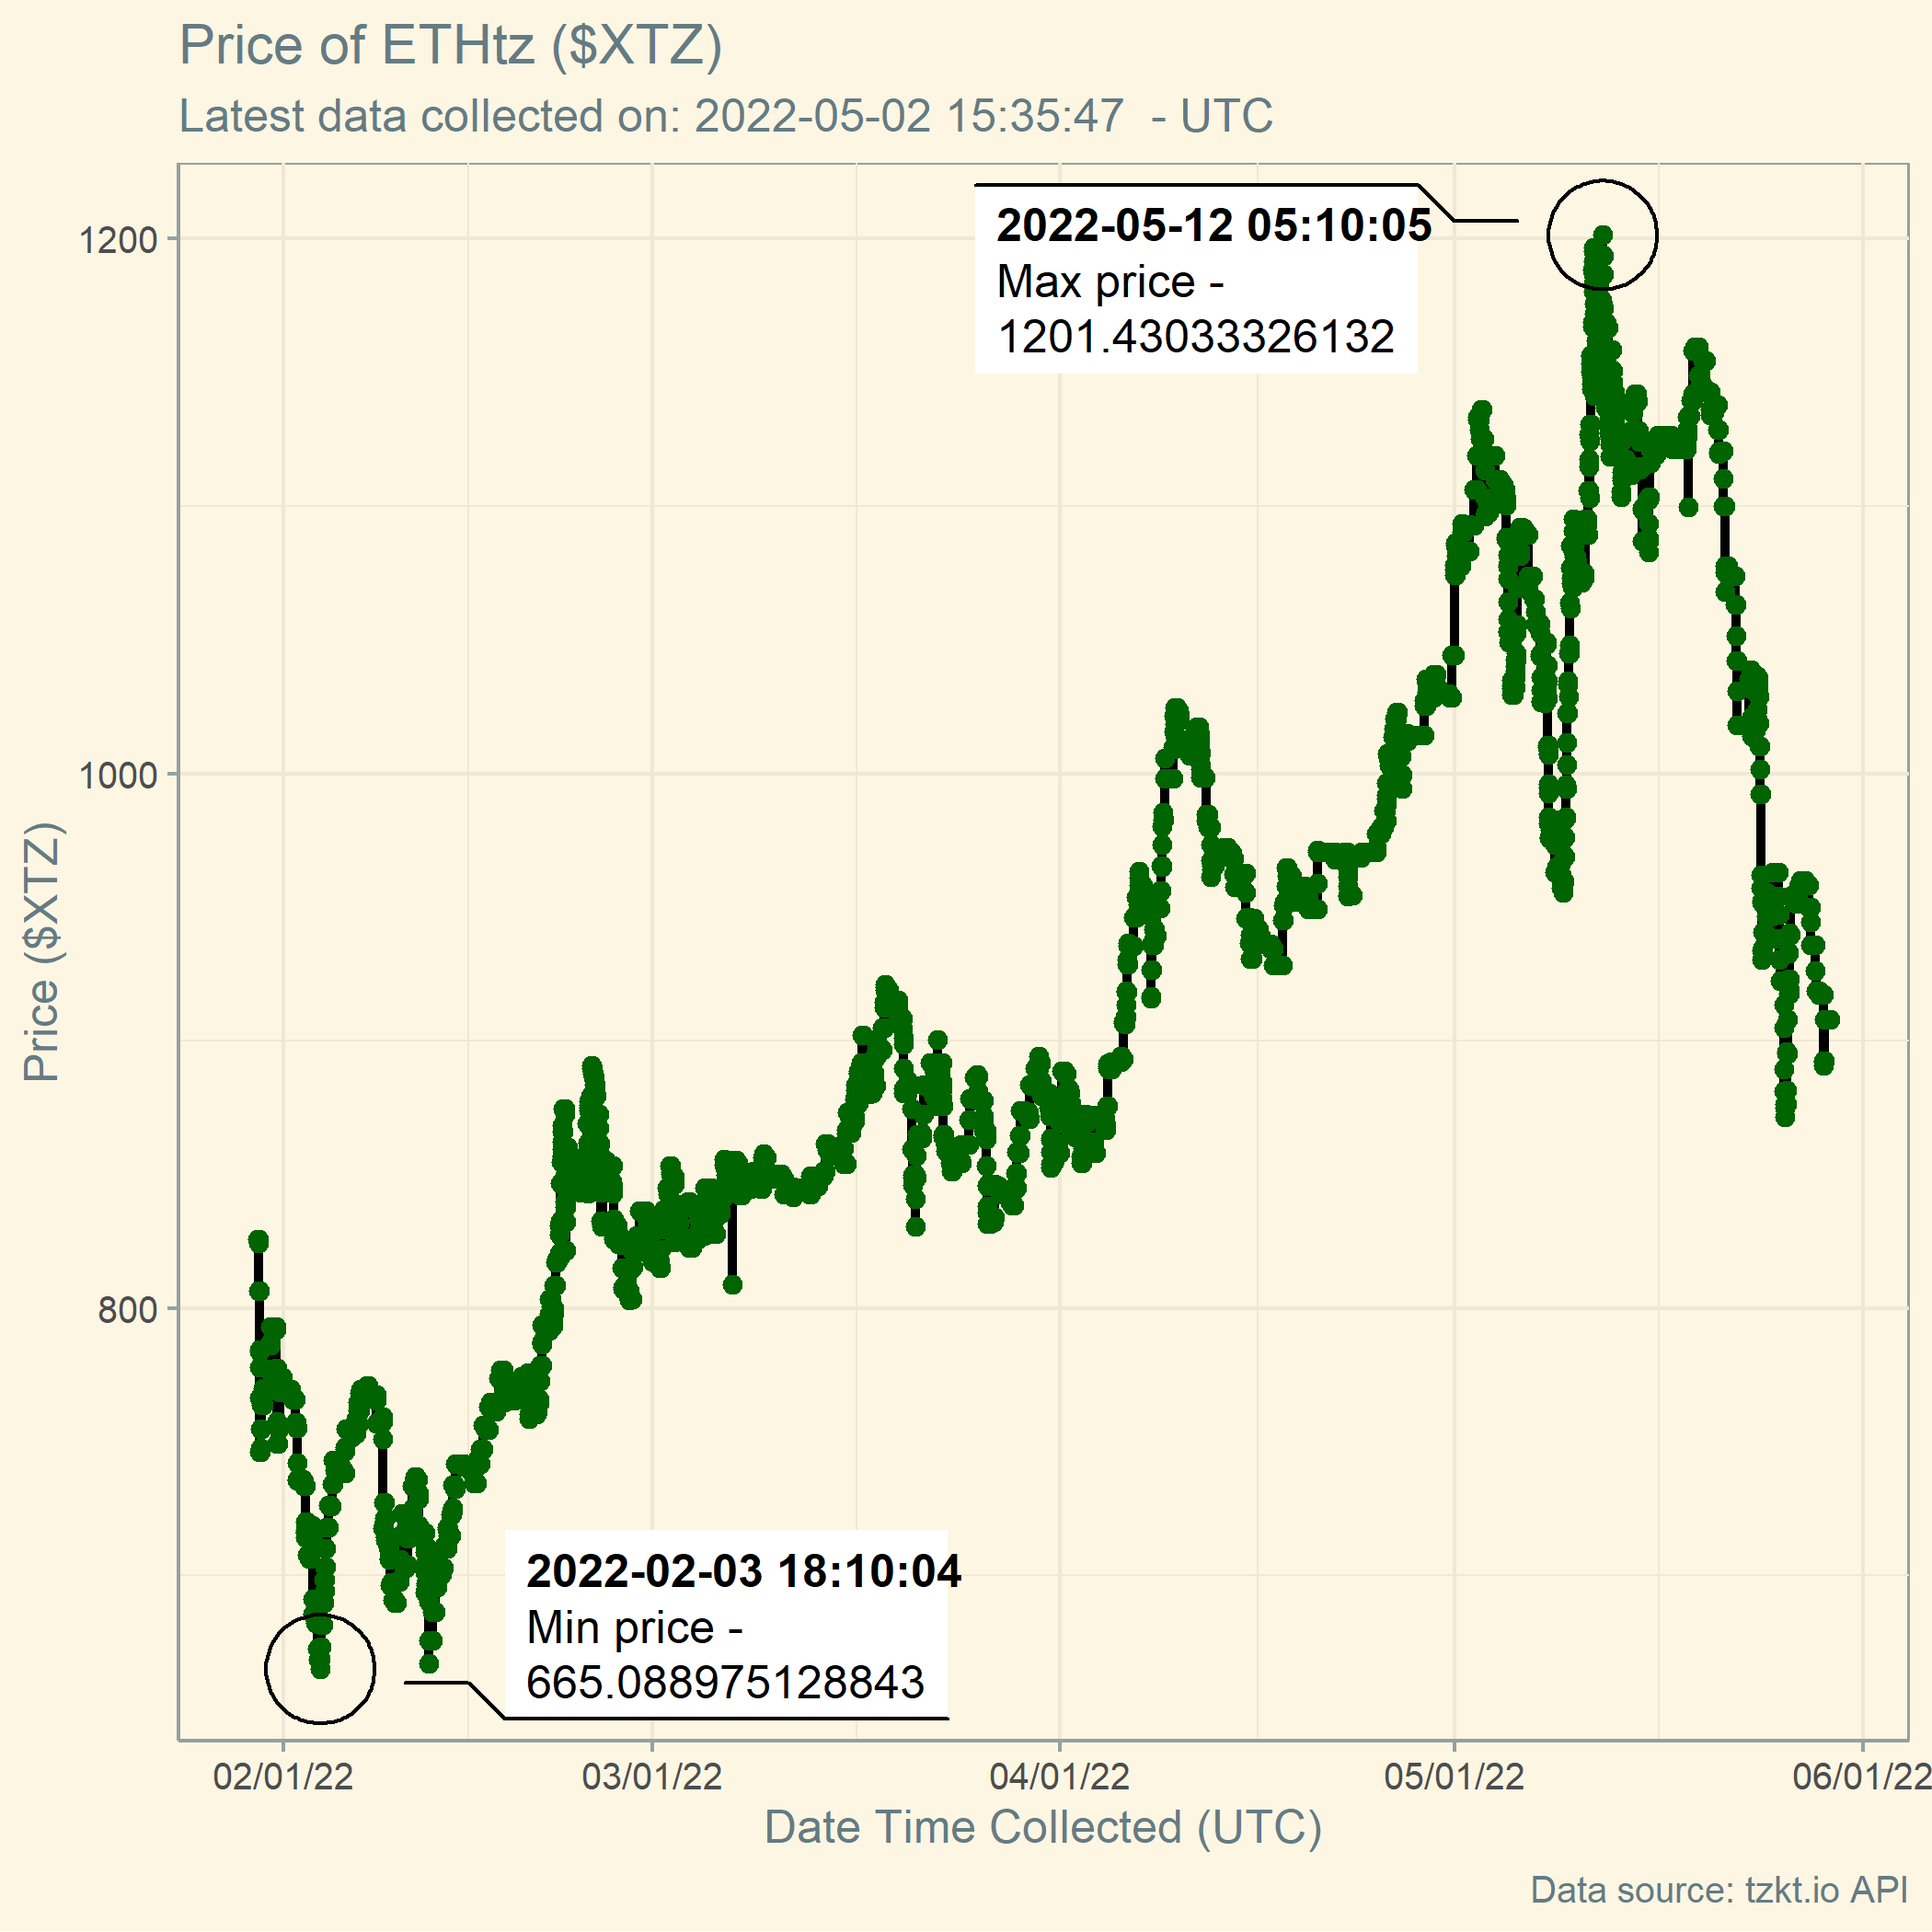 Price of ETHtz ($XTZ)
Latest data collected on: 2022-05-02 15:35:47  - UTC
2022-05-12 05:10:05
Max price -
1201.43033326132
1200
1000
800
Price ($XTZ)
2022-02-03 18:10:04
Min price -
665.088975128843
02/01/22
03/01/22
04/01/22
05/01/22
06/01/22
Date Time Collected (UTC)
Data source: tzkt.io API